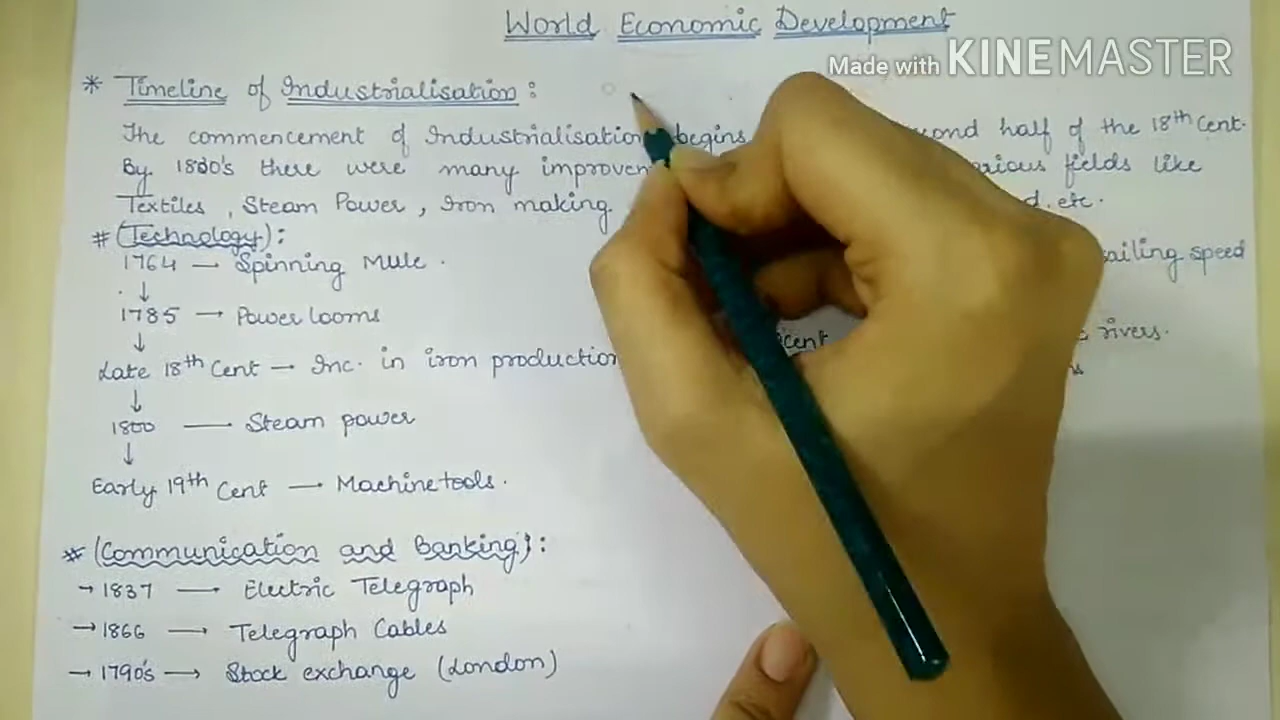 World Economic Development
Made with KINEMASTER
* Timeline of Industrialisation :
The commencement of Industrialisation begins half of the 18th Cent.
By 1800's there were many fields like
Textiles , Steam Power , Iron making etc.
# (Technology) :
1764 — Spinning Mule . sailing speed
↓
1785 — Power looms rivers.
↓
Late 18th Cent — Inc. in iron production
↓
1800 — Steam power
↓
Early 19th Cent — Machine tools .
# (Communication and Banking) :
→ 1837 — Electric Telegraph
→ 1866 — Telegraph Cables
→ 1790's → Stock exchange (London)